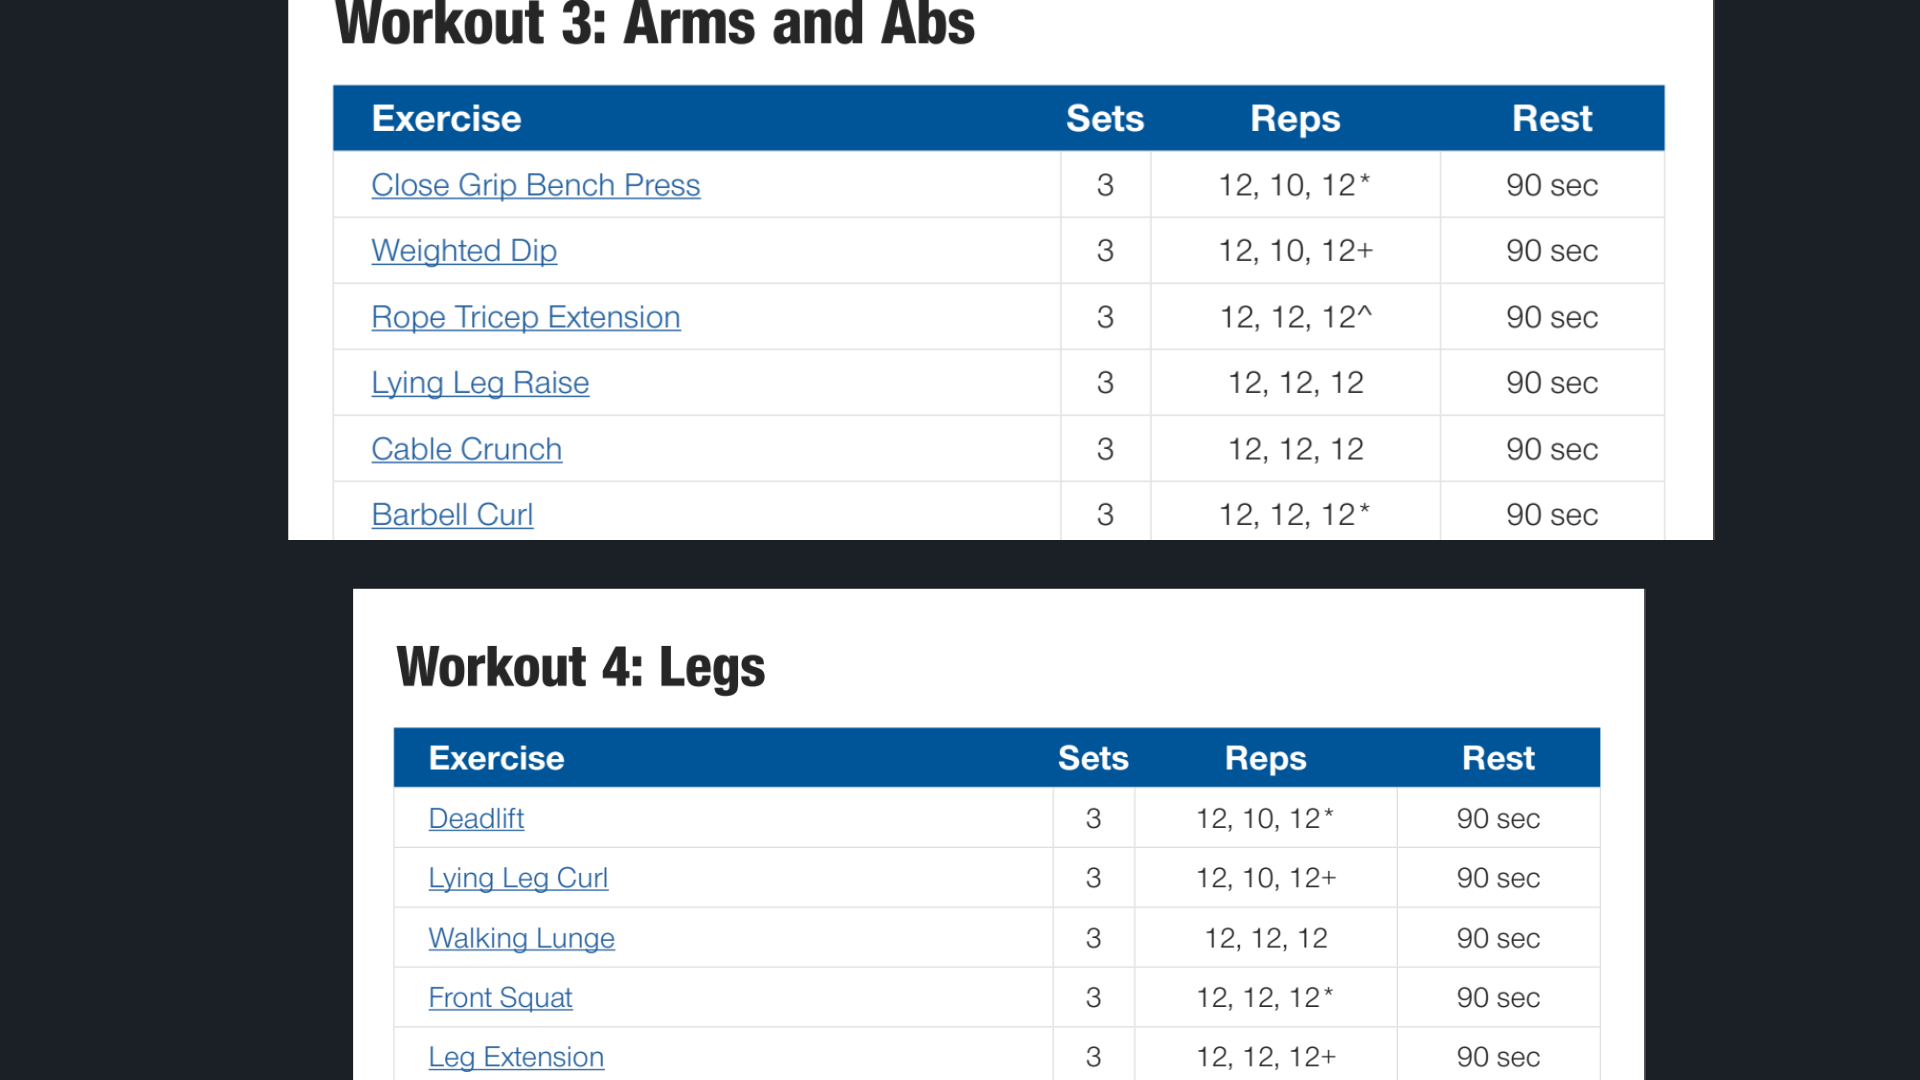 Workout 3: Arms and Abs
Exercise Sets Reps Rest
Close Grip Bench Press 3 12, 10, 12* 90 sec
Weighted Dip 3 12, 10, 12+ 90 sec
Rope Tricep Extension 3 12, 12, 12^ 90 sec
Lying Leg Raise 3 12, 12, 12 90 sec
Cable Crunch 3 12, 12, 12 90 sec
Barbell Curl 3 12, 12, 12* 90 sec
Workout 4: Legs
Exercise Sets Reps Rest
Deadlift 3 12, 10, 12* 90 sec
Lying Leg Curl 3 12, 10, 12+ 90 sec
Walking Lunge 3 12, 12, 12 90 sec
Front Squat 3 12, 12, 12* 90 sec
Leg Extension 3 12, 12, 12+ 90 sec